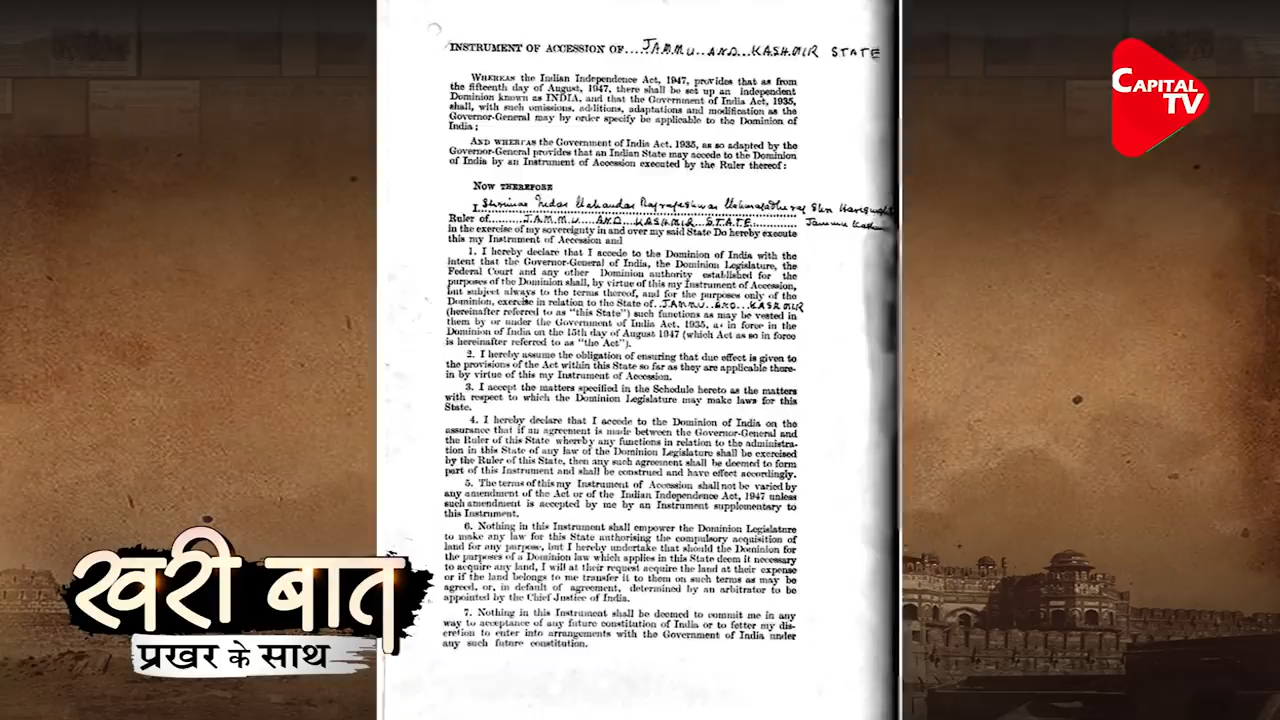 INSTRUMENT OF ACCESSION OF....JAMMU AND KASHMIR STATE
WHEREAS the Indian Independence Act, 1947, provides that as from
the fifteenth day of August, 1947, there shall be set up an independent
Dominion known as INDIA, and that the Government of India Act, 1935,
shall, with such omissions, additions, adaptations and modification as the
Governor-General may by order specify be applicable to the Dominion of
India;
AND WHEREAS the Government of India Act, 1935, as so adapted by the
Governor-General provides that an Indian State may accede to the Dominion
of India by an Instrument of Accession executed by the Ruler thereof:
NOW THEREFORE
I Shriman Indar Mahandar Rajrajeshwar Maharajadhiraj Shri
Ruler of......JAMMU AND KASHMIR STATE.......... Jammu
in the exercise of my sovereignty in and over my said State Do hereby execute
this my Instrument of Accession and
1. I hereby declare that I accede to the Dominion of India with the
intent that the Governor-General of India, the Dominion Legislature, the
Federal Court and any other Dominion authority established for the
purposes of the Dominion shall, by virtue of this my Instrument of Accession,
but subject always to the terms thereof, and for the purposes only of the
Dominion, exercise in relation to the State of..JAMMU AND KASHMIR
(hereinafter referred to as "this State") such functions as may be vested in
them by or under the Government of India Act, 1935, as in force in the
Dominion of India on the 15th day of August 1947 (which Act as so in force
is hereinafter referred to as "the Act").
2. I hereby assume the obligation of ensuring that due effect is given to
the provisions of the Act within this State so far as they are applicable there-
in by virtue of this my Instrument of Accession.
3. I accept the matters specified in the Schedule hereto as the matters
with respect to which the Dominion Legislature may make laws for this
State.
4. I hereby declare that I accede to the Dominion of India on the
assurance that if an agreement is made between the Governor-General and
the Ruler of this State whereby any functions in relation to the administra-
tion in this State of any law of the Dominion Legislature shall be exercised
by the Ruler of this State, then any such agreement shall be deemed to form
part of this Instrument and shall be construed and have effect accordingly.
5. The terms of this my Instrument of Accession shall not be varied by
any amendment of the Act or of the Indian Independence Act, 1947 unless
such amendment is accepted by me by an Instrument supplementary to
this Instrument.
6. Nothing in this Instrument shall empower the Dominion Legislature
to make any law for this State authorising the compulsory acquisition of
land for any purpose, but I hereby undertake that should the Dominion for
the purposes of a Dominion law which applies in this State deem it necessary
to acquire any land, I will at their request acquire the land at their expense
or if the land belongs to me transfer it to them on such terms as may be
agreed, or, in default of agreement, determined by an arbitrator to be
appointed by the Chief Justice of India.
7. Nothing in this Instrument shall be deemed to commit me in any
way to acceptance of any future constitution of India or to fetter my dis-
cretion to enter into arrangements with the Government of India under
any such future constitution.
CAPITAL
TV
खरी बात
प्रखर के साथ